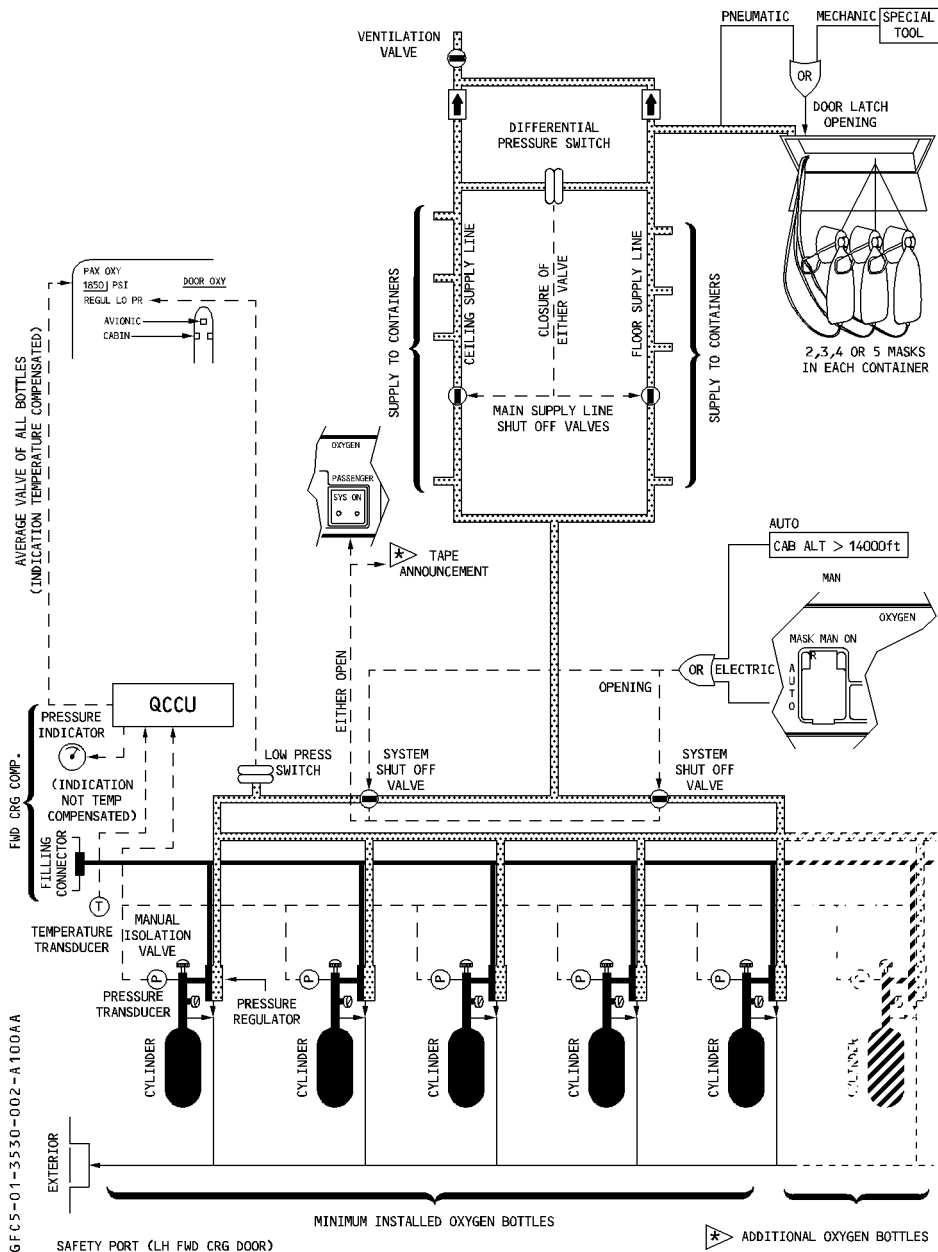 PNEUMATIC
MECHANIC
SPECIAL
TOOL
VENTILATION
VALVE
OR
DOOR LATCH
OPENING
DIFFERENTIAL
PRESSURE SWITCH
SUPPLY TO CONTAINERS
CEILING SUPPLY LINE
CLOSURE OF
EITHER VALVE
FLOOR SUPPLY LINE
SUPPLY TO CONTAINERS
2,3,4 OR 5 MASKS
IN EACH CONTAINER
PAX OXY
1850 PSI
REGUL LO PR
DOOR OXY
AVIONIC
CABIN
MAIN SUPPLY LINE
SHUT OFF VALVES
AVERAGE VALUE OF ALL BOTTLES
(INDICATION TEMPERATURE COMPENSATED)
OXYGEN
PASSENGER
SYS ON
* TAPE
ANNOUNCEMENT
AUTO
CAB ALT > 14000ft
MAN
OXYGEN
MASK MAN ON
R
AUTO
OR
ELECTRIC
OPENING
EITHER OPEN
QCCU
PRESSURE
INDICATOR
(INDICATION
NOT TEMP
COMPENSATED)
LOW PRESS
SWITCH
SYSTEM
SHUT OFF
VALVE
SYSTEM
SHUT OFF
VALVE
FWD CRG COMP.
FILLING
CONNECTOR
T
TEMPERATURE
TRANSDUCER
MANUAL
ISOLATION
VALVE
P
P
P
P
P
P
PRESSURE
TRANSDUCER
PRESSURE
REGULATOR
CYLINDER
CYLINDER
CYLINDER
CYLINDER
CYLINDER
CYLINDER
EXTERIOR
MINIMUM INSTALLED OXYGEN BOTTLES
* ADDITIONAL OXYGEN BOTTLES
SAFETY PORT (LH FWD CRG DOOR)
GFC5-01-3530-002-A100AA